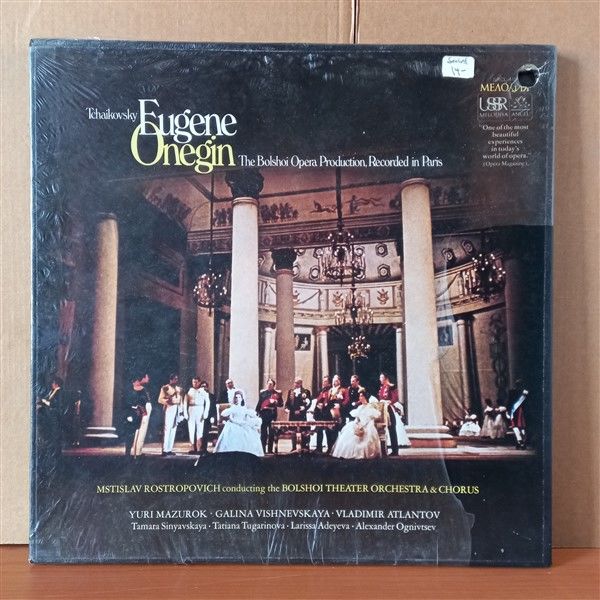 Sealed
14-
МЕЛОДИЯ
USSR
MELODIYA ANGEL
"One of the most
beautiful
experiences
in today's
world of opera."
(Opera Magazine)
Tchaikovsky Eugene
Onegin The Bolshoi Opera Production, Recorded in Paris
MSTISLAV ROSTROPOVICH conducting the BOLSHOI THEATER ORCHESTRA & CHORUS
YURI MAZUROK · GALINA VISHNEVSKAYA · VLADIMIR ATLANTOV
Tamara Sinyavskaya · Tatiana Tugarinova · Larissa Adeyeva · Alexander Ognivtsev